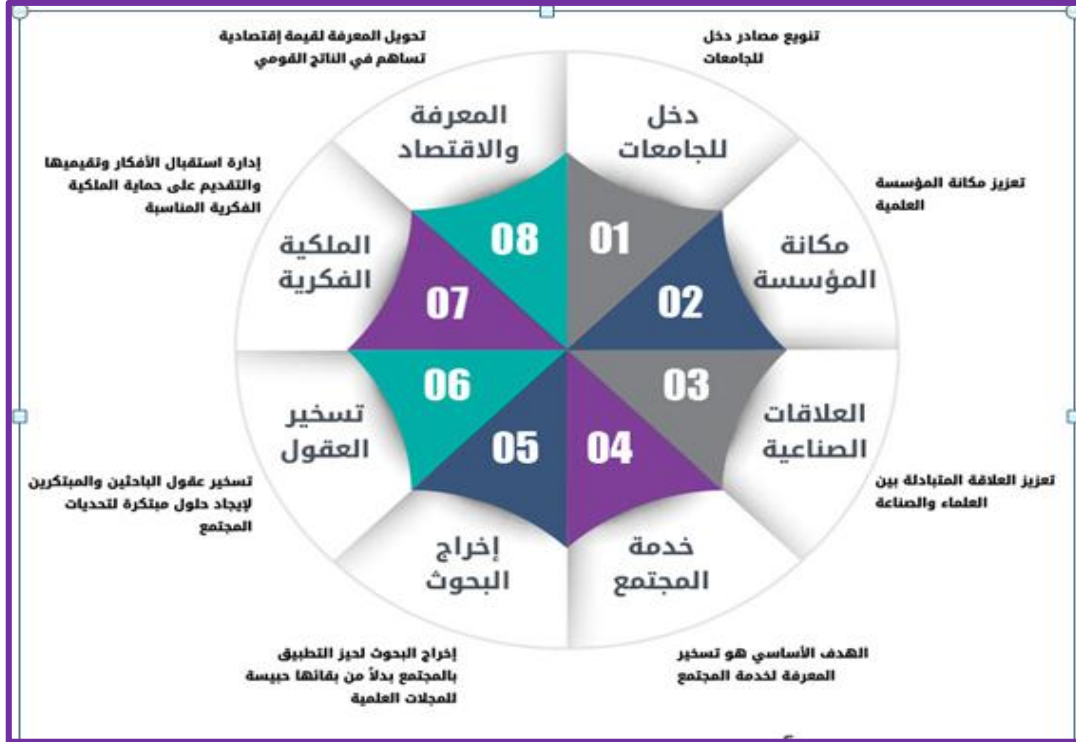 تنويع مصادر دخل
للجامعات
دخل
للجامعات
01
تعزيز مكانة المؤسسة
العلمية
مكانة
المؤسسة
02
العلاقات
الصناعية
03
تعزيز العلاقة المتبادلة بين
العلماء والصناعة
خدمة
المجتمع
04
الهدف الأساسي هو تسخير
المعرفة لخدمة المجتمع
إخراج
البحوث
05
إخراج البحوث لحيز التطبيق
بالمجتمع بدلاً من بقائها حبيسة
للمجلات العلمية
تسخير
العقول
06
تسخير عقول الباحثين والمبتكرين
لإيجاد حلول مبتكرة لتحديات
المجتمع
الملكية
الفكرية
07
إدارة استقبال الأفكار وتقييمها
والتقديم على حماية الملكية
الفكرية المناسبة
المعرفة
والاقتصاد
08
تحويل المعرفة لقيمة إقتصادية
تساهم في الناتج القومي